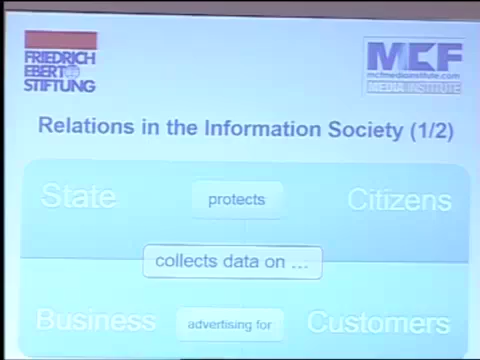 FRIEDRICH
EBERT
STIFTUNG
MCF
mcfmediainstitute.com
MEDIA INSTITUTE
Relations in the Information Society (1/2)
State
protects
Citizens
collects data on ...
Business
advertising for
Customers